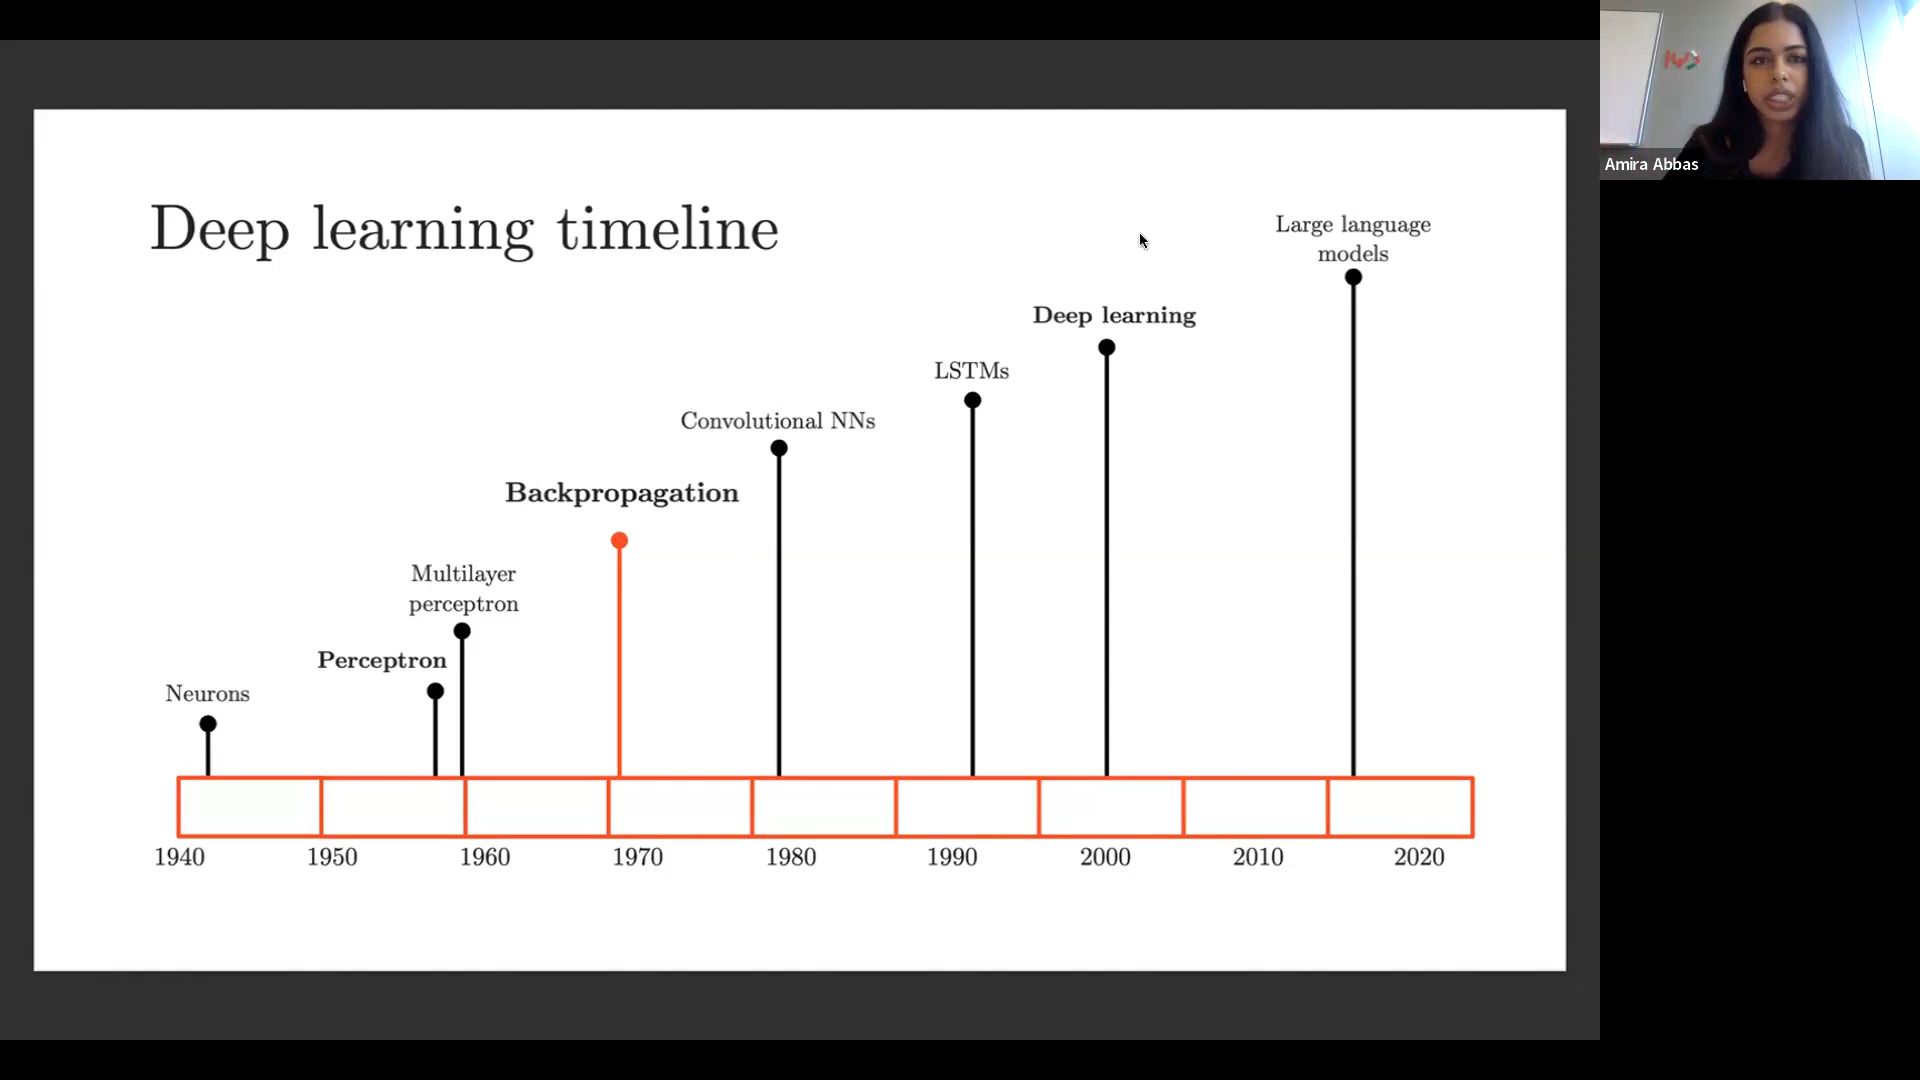 Deep learning timeline
Large language
models
Deep learning
LSTMs
Convolutional NNs
Backpropagation
Multilayer
perceptron
Perceptron
Neurons
1940 1950 1960 1970 1980 1990 2000 2010 2020
Amira Abbas